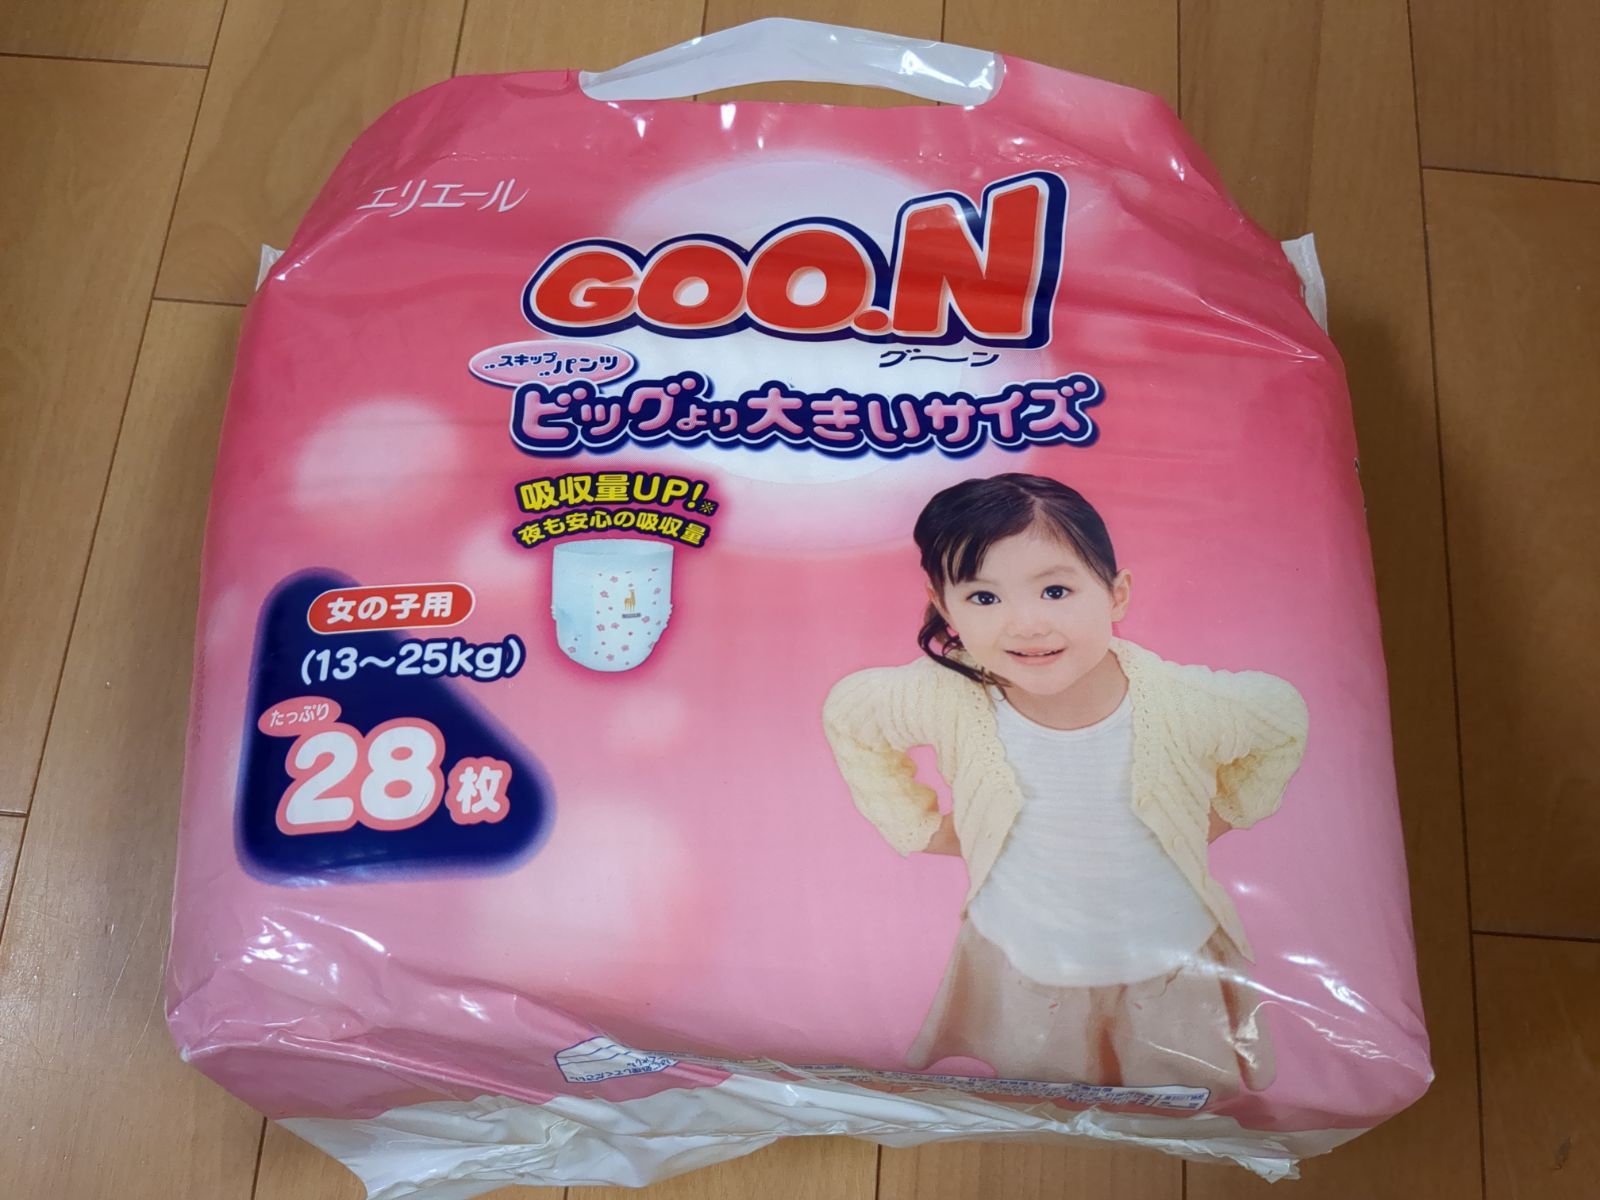 エリエール
GOO.N
グ〜ン
スキップパンツ
ビッグより大きいサイズ
吸収量UP!※
夜も安心の吸収量
女の子用
(13〜25kg)
たっぷり
28枚